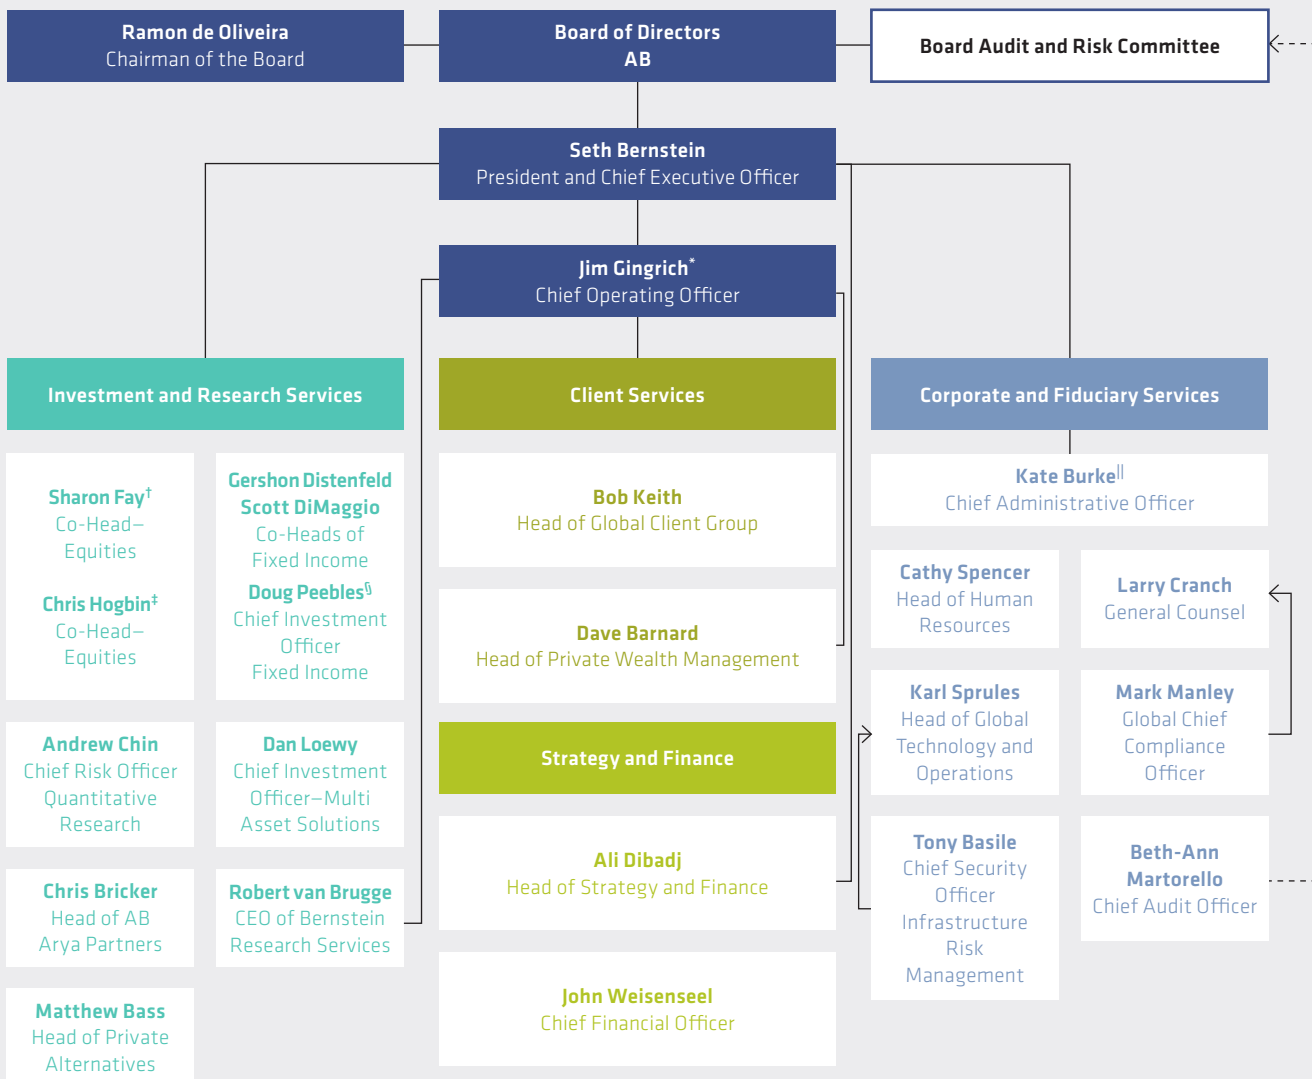 Ramon de Oliveira
Chairman of the Board
Board of Directors
AB
Board Audit and Risk Committee
Seth Bernstein
President and Chief Executive Officer
Jim Gingrich*
Chief Operating Officer
Investment and Research Services
Client Services
Corporate and Fiduciary Services
Sharon Fay†
Co-Head–
Equities
Chris Hogbin‡
Co-Head–
Equities
Gershon Distenfeld
Scott DiMaggio
Co-Heads of
Fixed Income
Doug Peebles§
Chief Investment
Officer
Fixed Income
Andrew Chin
Chief Risk Officer
Quantitative
Research
Dan Loewy
Chief Investment
Officer–Multi
Asset Solutions
Chris Bricker
Head of AB
Arya Partners
Robert van Brugge
CEO of Bernstein
Research Services
Matthew Bass
Head of Private
Alternatives
Bob Keith
Head of Global Client Group
Dave Barnard
Head of Private Wealth Management
Strategy and Finance
Ali Dibadj
Head of Strategy and Finance
John Weisenseel
Chief Financial Officer
Kate Burke||
Chief Administrative Officer
Cathy Spencer
Head of Human
Resources
Larry Cranch
General Counsel
Karl Sprules
Head of Global
Technology and
Operations
Mark Manley
Global Chief
Compliance
Officer
Tony Basile
Chief Security
Officer
Infrastructure
Risk
Management
Beth-Ann
Martorello
Chief Audit Officer